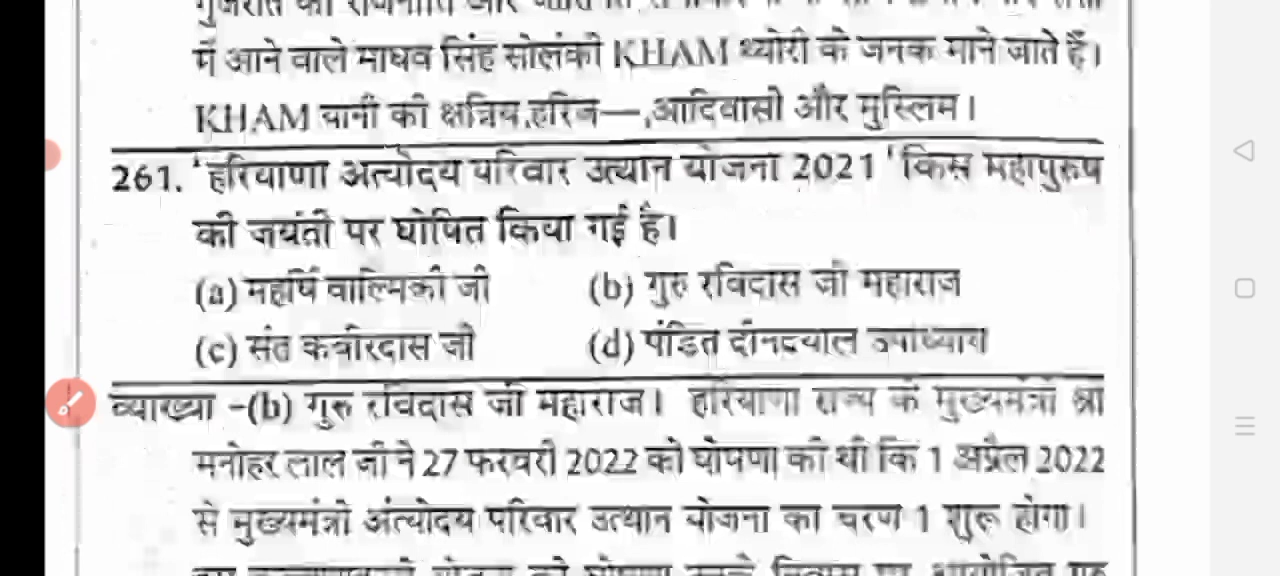 में आने वाले माधव सिंह सोलंकी KHAM थ्योरी के जनक माने जाते हैं।
KHAM यानी की क्षत्रिय,हरिज—,आदिवासी और मुस्लिम।
261. 'हरियाणा अत्योदय परिवार उत्थान योजना 2021' किस महापुरुष
की जयंती पर घोषित किया गई है।
(a) महर्षि वाल्मिकी जी (b) गुरु रविदास जी महाराज
(c) संत कबीरदास जी (d) पंडित दीनदयाल उपाध्याय
व्याख्या -(b) गुरु रविदास जी महाराज। हरियाणा राज्य के मुख्यमंत्री श्री
मनोहर लाल जी ने 27 फरवरी 2022 को घोषणा की थी कि 1 अप्रैल 2022
से मुख्यमंत्री अंत्योदय परिवार उत्थान योजना का चरण 1 शुरू होगा।